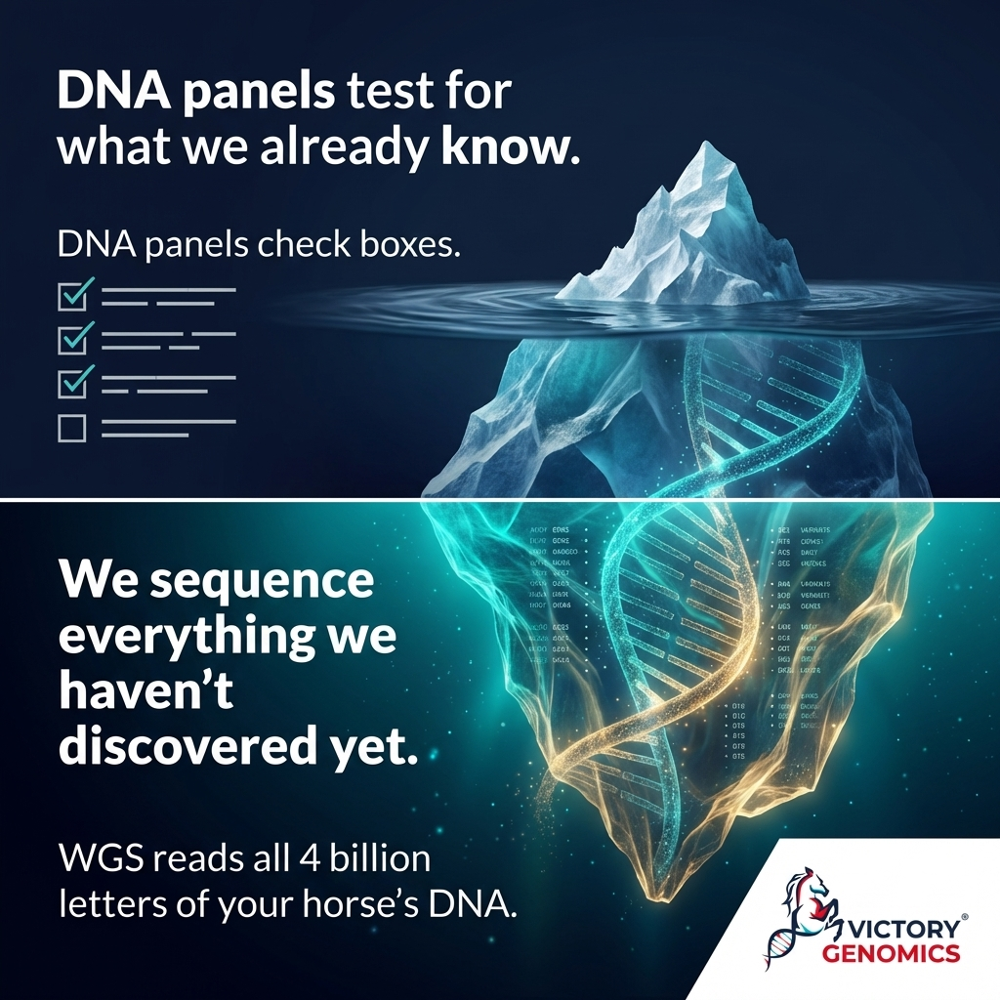 DNA panels test for
what we already know.
DNA panels check boxes.
We sequence
everything we
haven't
discovered yet.
WGS reads all 4 billion
letters of your horse's DNA.
VICTORY®
GENOMICS